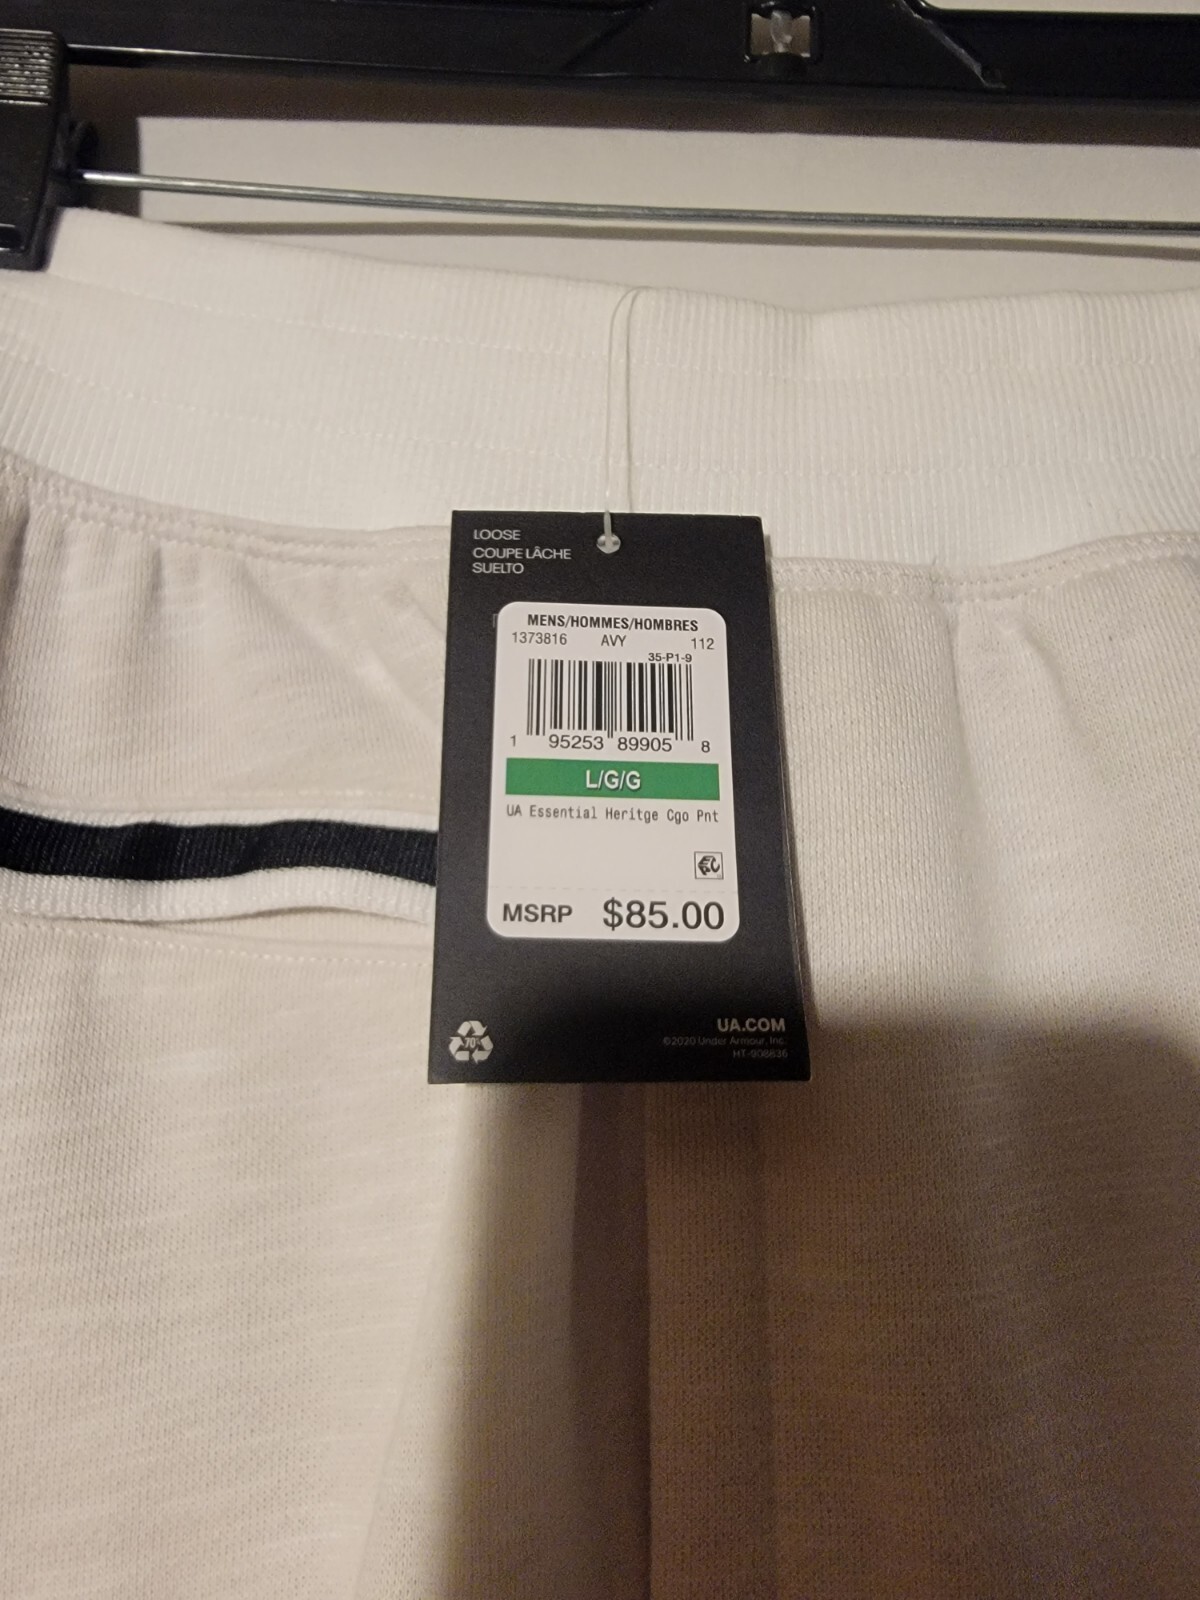 LOOSE
COUPE LÂCHE
SUELTO
MENS/HOMMES/HOMBRES
1373816 AVY 112
35-P1-9
1 95253 89905 8
L/G/G
UA Essential Heritge Cgo Pnt
MSRP $85.00
70%
UA.COM
©2020 Under Armour, Inc.
HT-908836